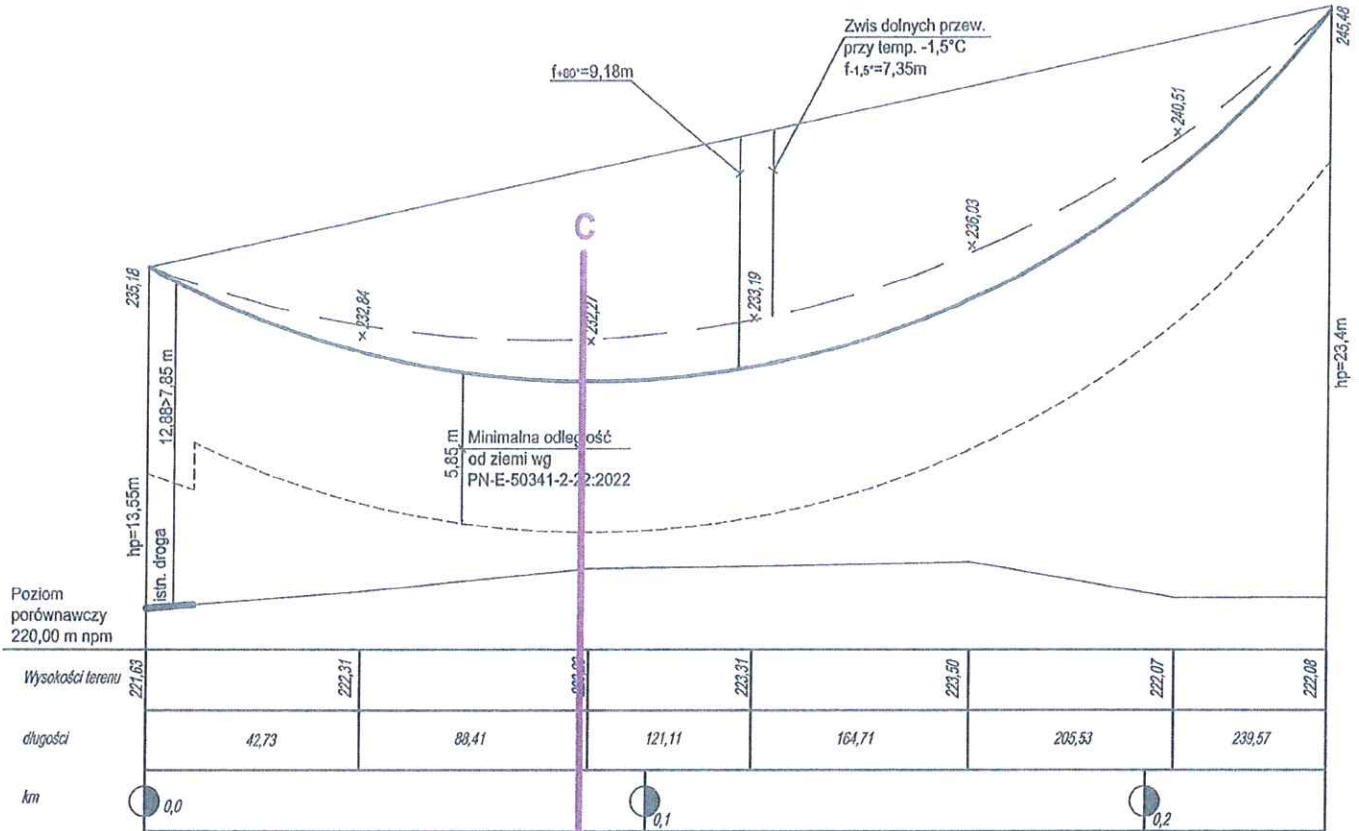 Zwis dolnych przew.
przy temp. -1,5°C
f-1,5°=7,35m
f+80°=9,18m
245,48
240,51
236,03
233,19
C
232,27
232,84
235,18
12,88>7,85 m
hp=13,55m
istn. droga
5,85 m
Minimalna odległość
od ziemi wg
PN-E-50341-2-22:2022
hp=23,4m
Poziom
porównawczy
220,00 m npm
Wysokości terenu 221,63 222,31 223,31 223,50 222,07 222,08
długości 42,73 88,41 121,11 164,71 205,53 239,57
km 0,0 0,1 0,2